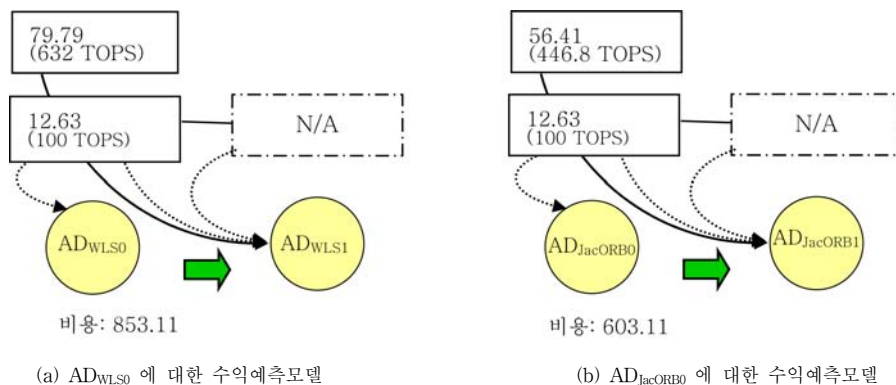 79.79
(632 TOPS)
12.63
(100 TOPS)
N/A
ADWLS0
ADWLS1
비용: 853.11
(a) ADWLS0 에 대한 수익예측모델
56.41
(446.8 TOPS)
12.63
(100 TOPS)
N/A
ADJacORB0
ADJacORB1
비용: 603.11
(b) ADJacORB0 에 대한 수익예측모델